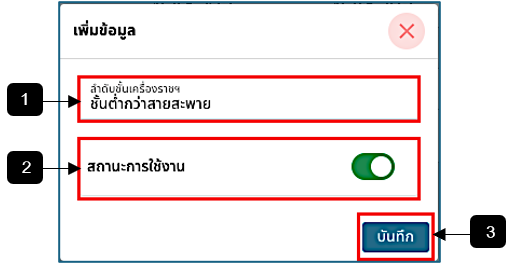 เพิ่มข้อมูล
ลำดับชั้นเครื่องราชฯ
1
ชั้นต่ำกว่าสายสะพาย
2
สถานะการใช้งาน
บันทึก
3